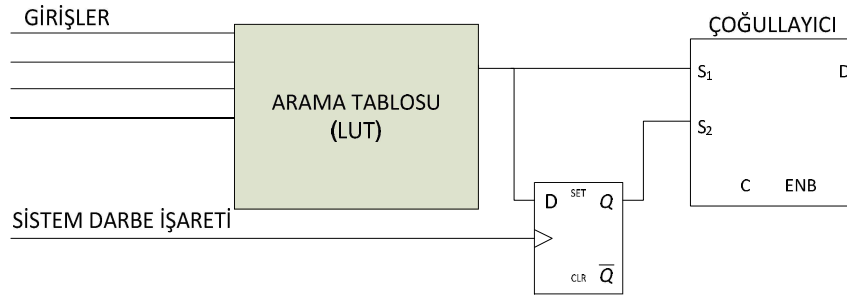 GİRİŞLER
ARAMA TABLOSU
(LUT)
SİSTEM DARBE İŞARETİ
D SET Q
CLR Q̅
ÇOĞULLAYICI
S₁ D
S₂
C ENB